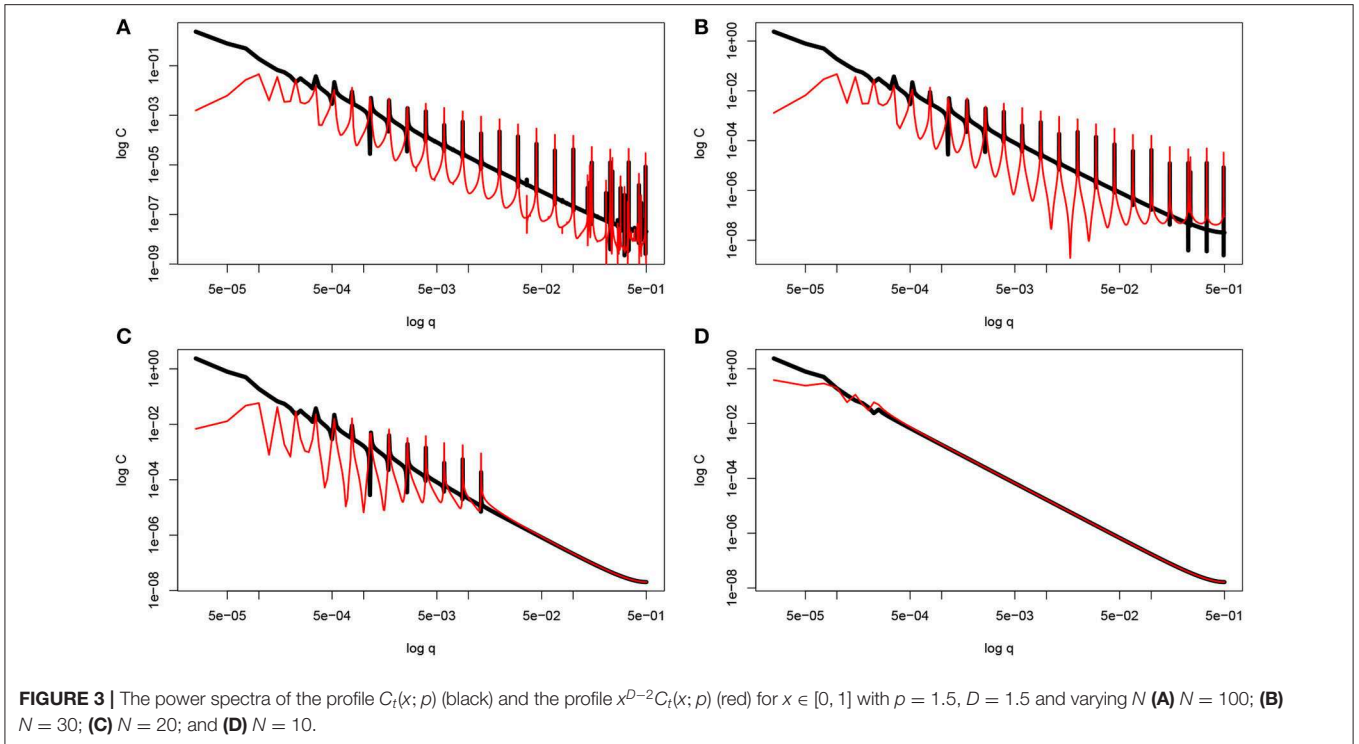 A
log C
1e-01
1e-03
1e-05
1e-07
1e-09
5e-05 5e-04 5e-03 5e-02 5e-01
log q
B
log C
1e+00
1e-02
1e-04
1e-06
1e-08
5e-05 5e-04 5e-03 5e-02 5e-01
log q
C
log C
1e+00
1e-02
1e-04
1e-06
1e-08
5e-05 5e-04 5e-03 5e-02 5e-01
log q
D
log C
1e+00
1e-02
1e-04
1e-06
1e-08
5e-05 5e-04 5e-03 5e-02 5e-01
log q
FIGURE 3 | The power spectra of the profile C_t(x; p) (black) and the profile x^{D−2}C_t(x; p) (red) for x ∈ [0, 1] with p = 1.5, D = 1.5 and varying N (A) N = 100; (B)
N = 30; (C) N = 20; and (D) N = 10.